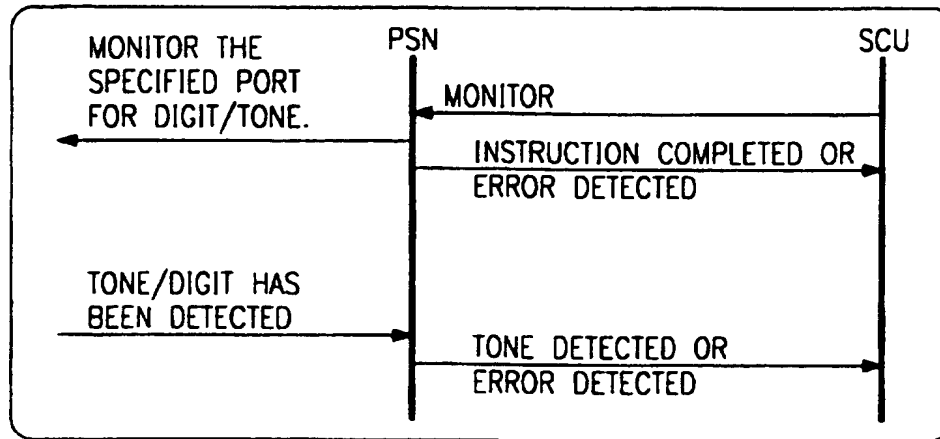 PSN
SCU
MONITOR THE
SPECIFIED PORT
FOR DIGIT/TONE.
MONITOR
INSTRUCTION COMPLETED OR
ERROR DETECTED
TONE/DIGIT HAS
BEEN DETECTED
TONE DETECTED OR
ERROR DETECTED